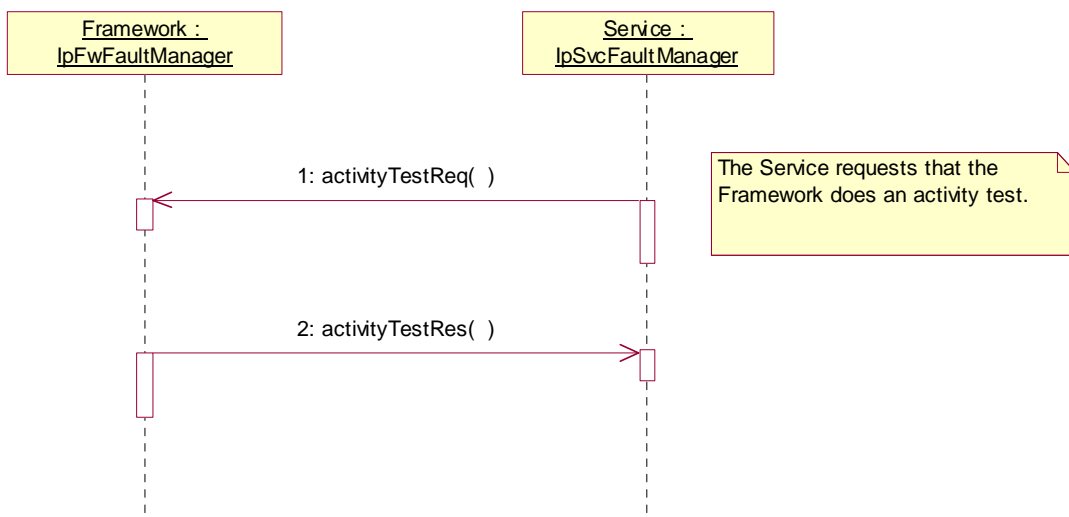 Framework :
IpFwFaultManager
Service :
IpSvcFaultManager
1: activityTestReq( )
The Service requests that the
Framework does an activity test.
2: activityTestRes( )